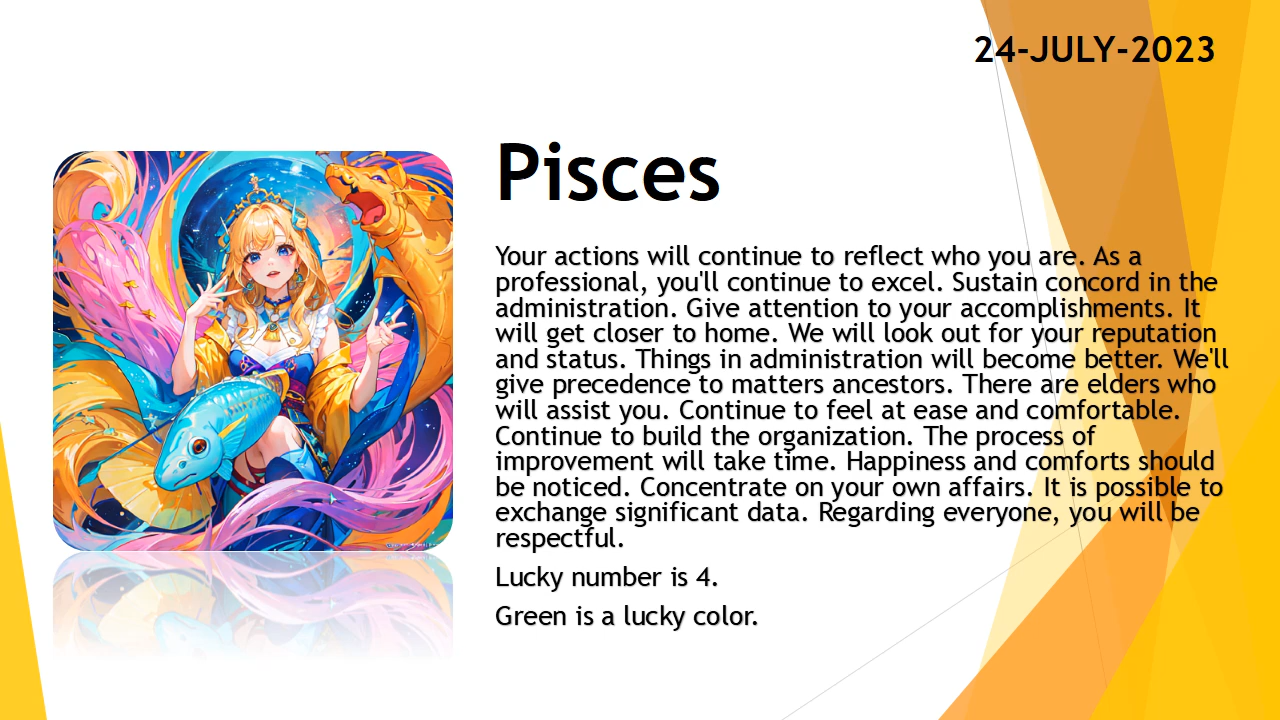 24-JULY-2023
Pisces
Your actions will continue to reflect who you are. As a
professional, you'll continue to excel. Sustain concord in the
administration. Give attention to your accomplishments. It
will get closer to home. We will look out for your reputation
and status. Things in administration will become better. We'll
give precedence to matters ancestors. There are elders who
will assist you. Continue to feel at ease and comfortable.
Continue to build the organization. The process of
improvement will take time. Happiness and comforts should
be noticed. Concentrate on your own affairs. It is possible to
exchange significant data. Regarding everyone, you will be
respectful.
Lucky number is 4.
Green is a lucky color.